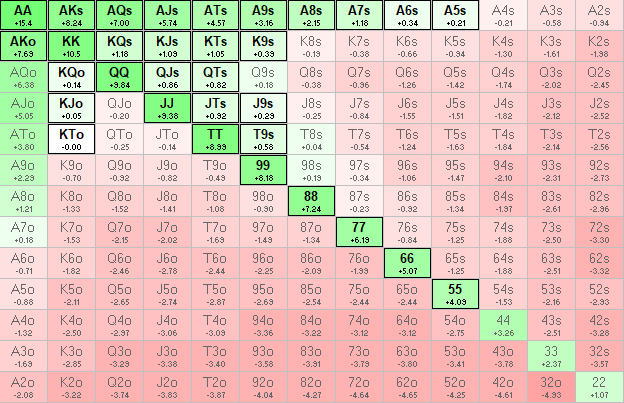 AA AKs AQs AJs ATs A9s A8s A7s A6s A5s A4s A3s A2s
+15.4 +8.24 +7.00 +5.74 +4.57 +3.16 +2.15 +1.18 +0.34 +0.21 -0.21 -0.58 -0.94
AKo KK KQs KJs KTs K9s K8s K7s K6s K5s K4s K3s K2s
+7.69 +10.5 +1.18 +1.13 +1.05 +0.39 -0.19 -0.38 -0.66 -0.94 -1.30 -1.61 -1.98
AQo KQo QQ QJs QTs Q9s Q8s Q7s Q6s Q5s Q4s Q3s Q2s
+6.38 +0.14 +9.84 +0.86 +0.82 +0.18 -0.38 -0.96 -1.26 -1.42 -1.74 -2.02 -2.45
AJo KJo QJo JJ JTs J9s J8s J7s J6s J5s J4s J3s J2s
+5.05 +0.05 -0.20 +9.38 +0.92 +0.29 -0.25 -0.84 -1.55 -1.51 -1.82 -2.12 -2.52
ATo KTo QTo JTo TT T9s T8s T7s T6s T5s T4s T3s T2s
+3.80 -0.00 -0.25 -0.14 +8.99 +0.58 +0.04 -0.54 -1.24 -1.63 -1.84 -2.14 -2.56
A9o K9o Q9o J9o T9o 99 98s 97s 96s 95s 94s 93s 92s
+2.29 -0.70 -0.92 -0.82 -0.49 +8.18 +0.19 -0.34 -1.06 -1.47 -2.10 -2.31 -2.73
A8o K8o Q8o J8o T8o 98o 88 87s 86s 85s 84s 83s 82s
+1.21 -1.33 -1.52 -1.41 -1.08 -0.90 +7.24 -0.23 -0.92 -1.34 -1.97 -2.61 -2.96
A7o K7o Q7o J7o T7o 97o 87o 77 76s 75s 74s 73s 72s
+0.18 -1.53 -2.15 -2.02 -1.69 -1.49 -1.34 +6.19 -0.84 -1.25 -1.88 -2.50 -3.30
A6o K6o Q6o J6o T6o 96o 86o 76o 66 65s 64s 63s 62s
-0.71 -1.82 -2.46 -2.78 -2.44 -2.25 -2.09 -1.99 +5.07 -1.25 -1.88 -2.51 -3.32
A5o K5o Q5o J5o T5o 95o 85o 75o 65o 55 54s 53s 52s
-0.88 -2.11 -2.65 -2.74 -2.87 -2.69 -2.54 -2.44 -2.44 +4.09 -1.53 -2.16 -2.93
A4o K4o Q4o J4o T4o 94o 84o 74o 64o 54o 44 43s 42s
-1.32 -2.50 -2.97 -3.06 -3.09 -3.36 -3.22 -3.12 -3.12 -2.75 +3.26 -2.51 -3.28
A3o K3o Q3o J3o T3o 93o 83o 73o 63o 53o 43o 33 32s
-1.69 -2.85 -3.29 -3.38 -3.40 -3.58 -3.91 -3.79 -3.80 -3.41 -3.78 +2.37 -3.57
A2o K2o Q2o J2o T2o 92o 82o 72o 62o 52o 42o 32o 22
-2.08 -3.22 -3.74 -3.83 -3.87 -4.04 -4.27 -4.64 -4.65 -4.25 -4.61 -4.93 +1.07